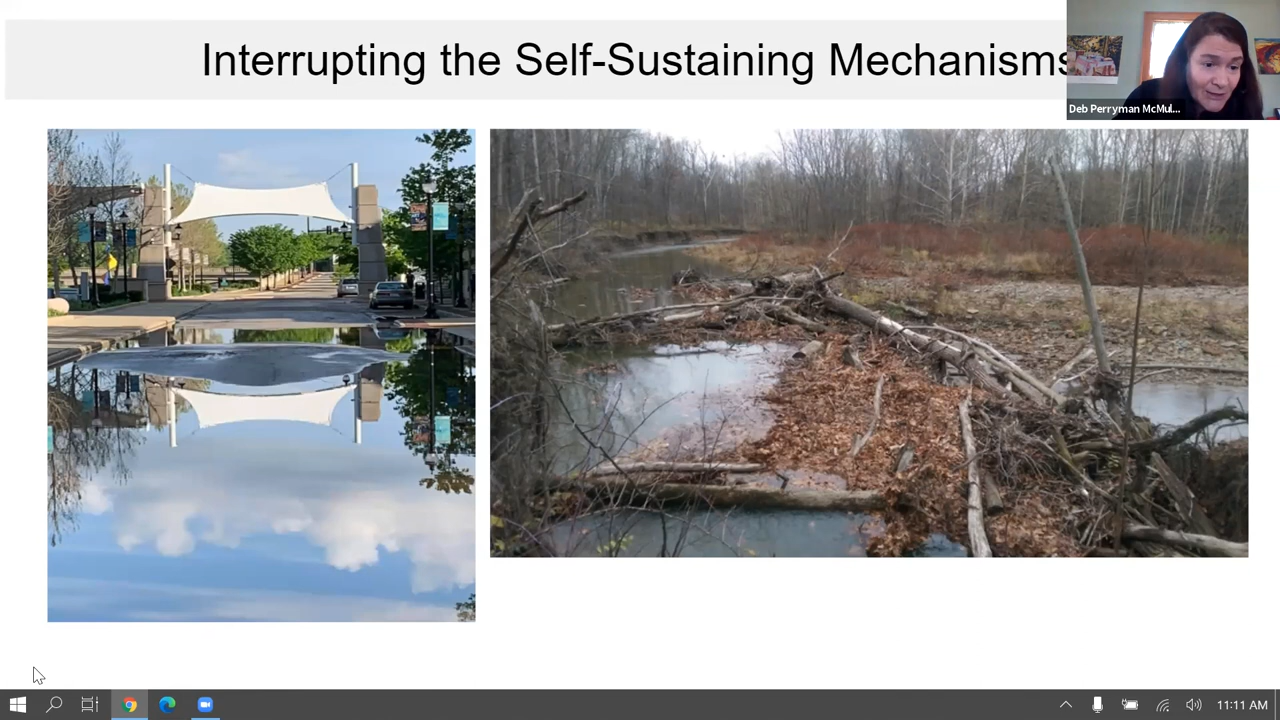 Interrupting the Self-Sustaining Mechanisms
Deb Perryman McMul...
11:11 AM